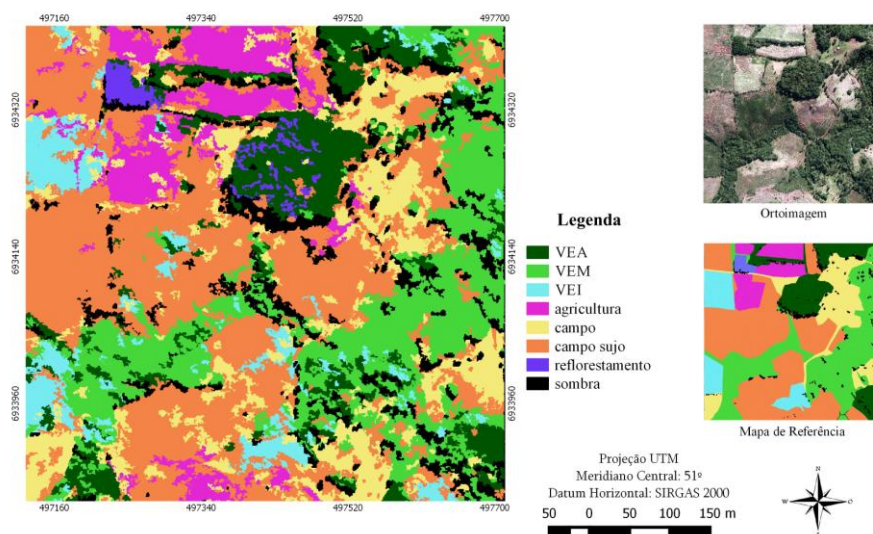 497160 497340 497520 497700
6934320
6934140
6933960
6934320
6934140
6933960
497160 497340 497520 497700
Legenda
VEA
VEM
VEI
agricultura
campo
campo sujo
reflorestamento
sombra
Ortoimagem
Mapa de Referência
Projeção UTM
Meridiano Central: 51º
Datum Horizontal: SIRGAS 2000
50 0 50 100 150 m
N
W O